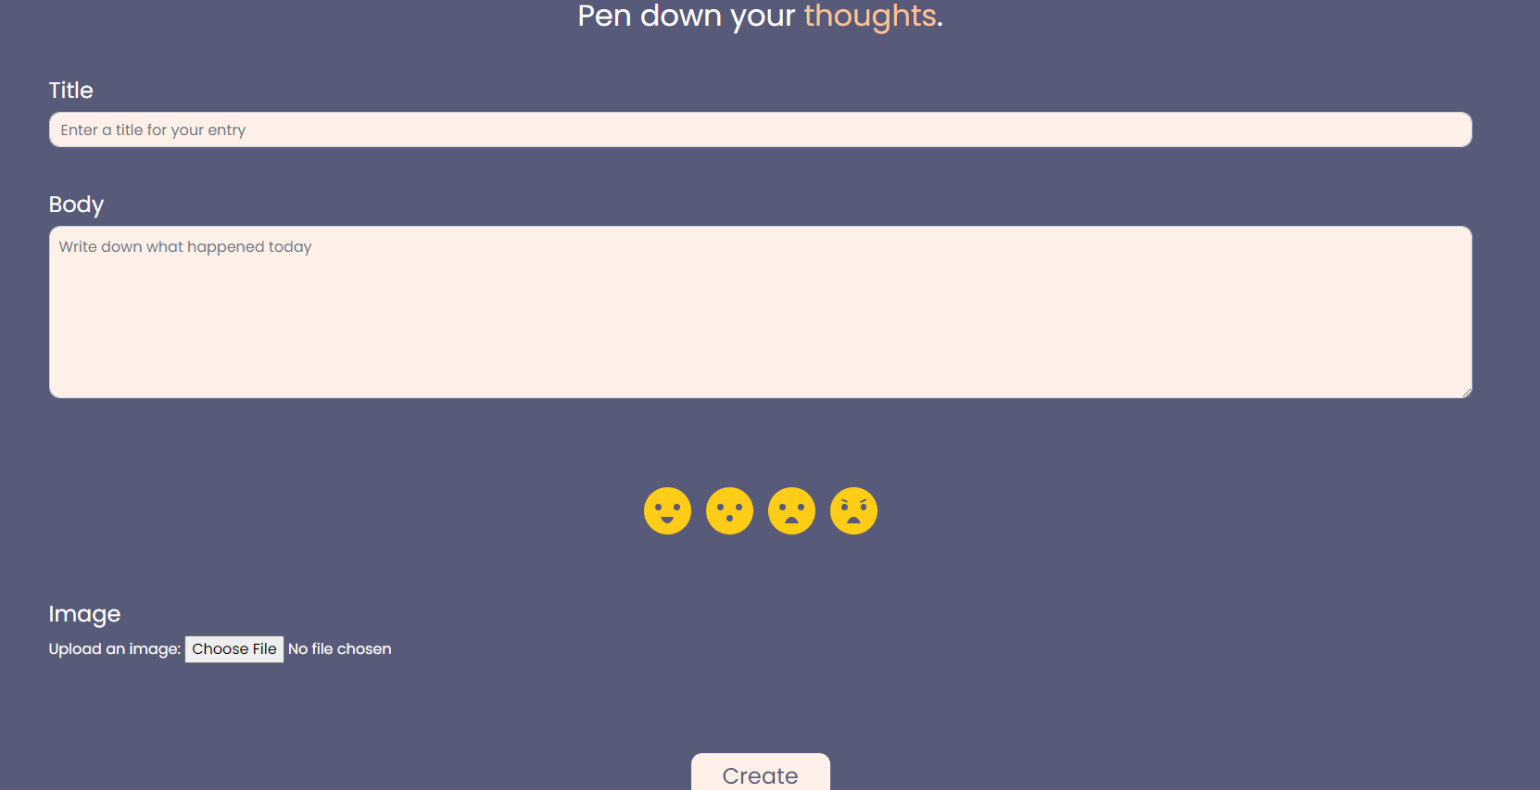 Pen down your thoughts.
Title
Enter a title for your entry
Body
Write down what happened today
Image
Upload an image: Choose File No file chosen
Create